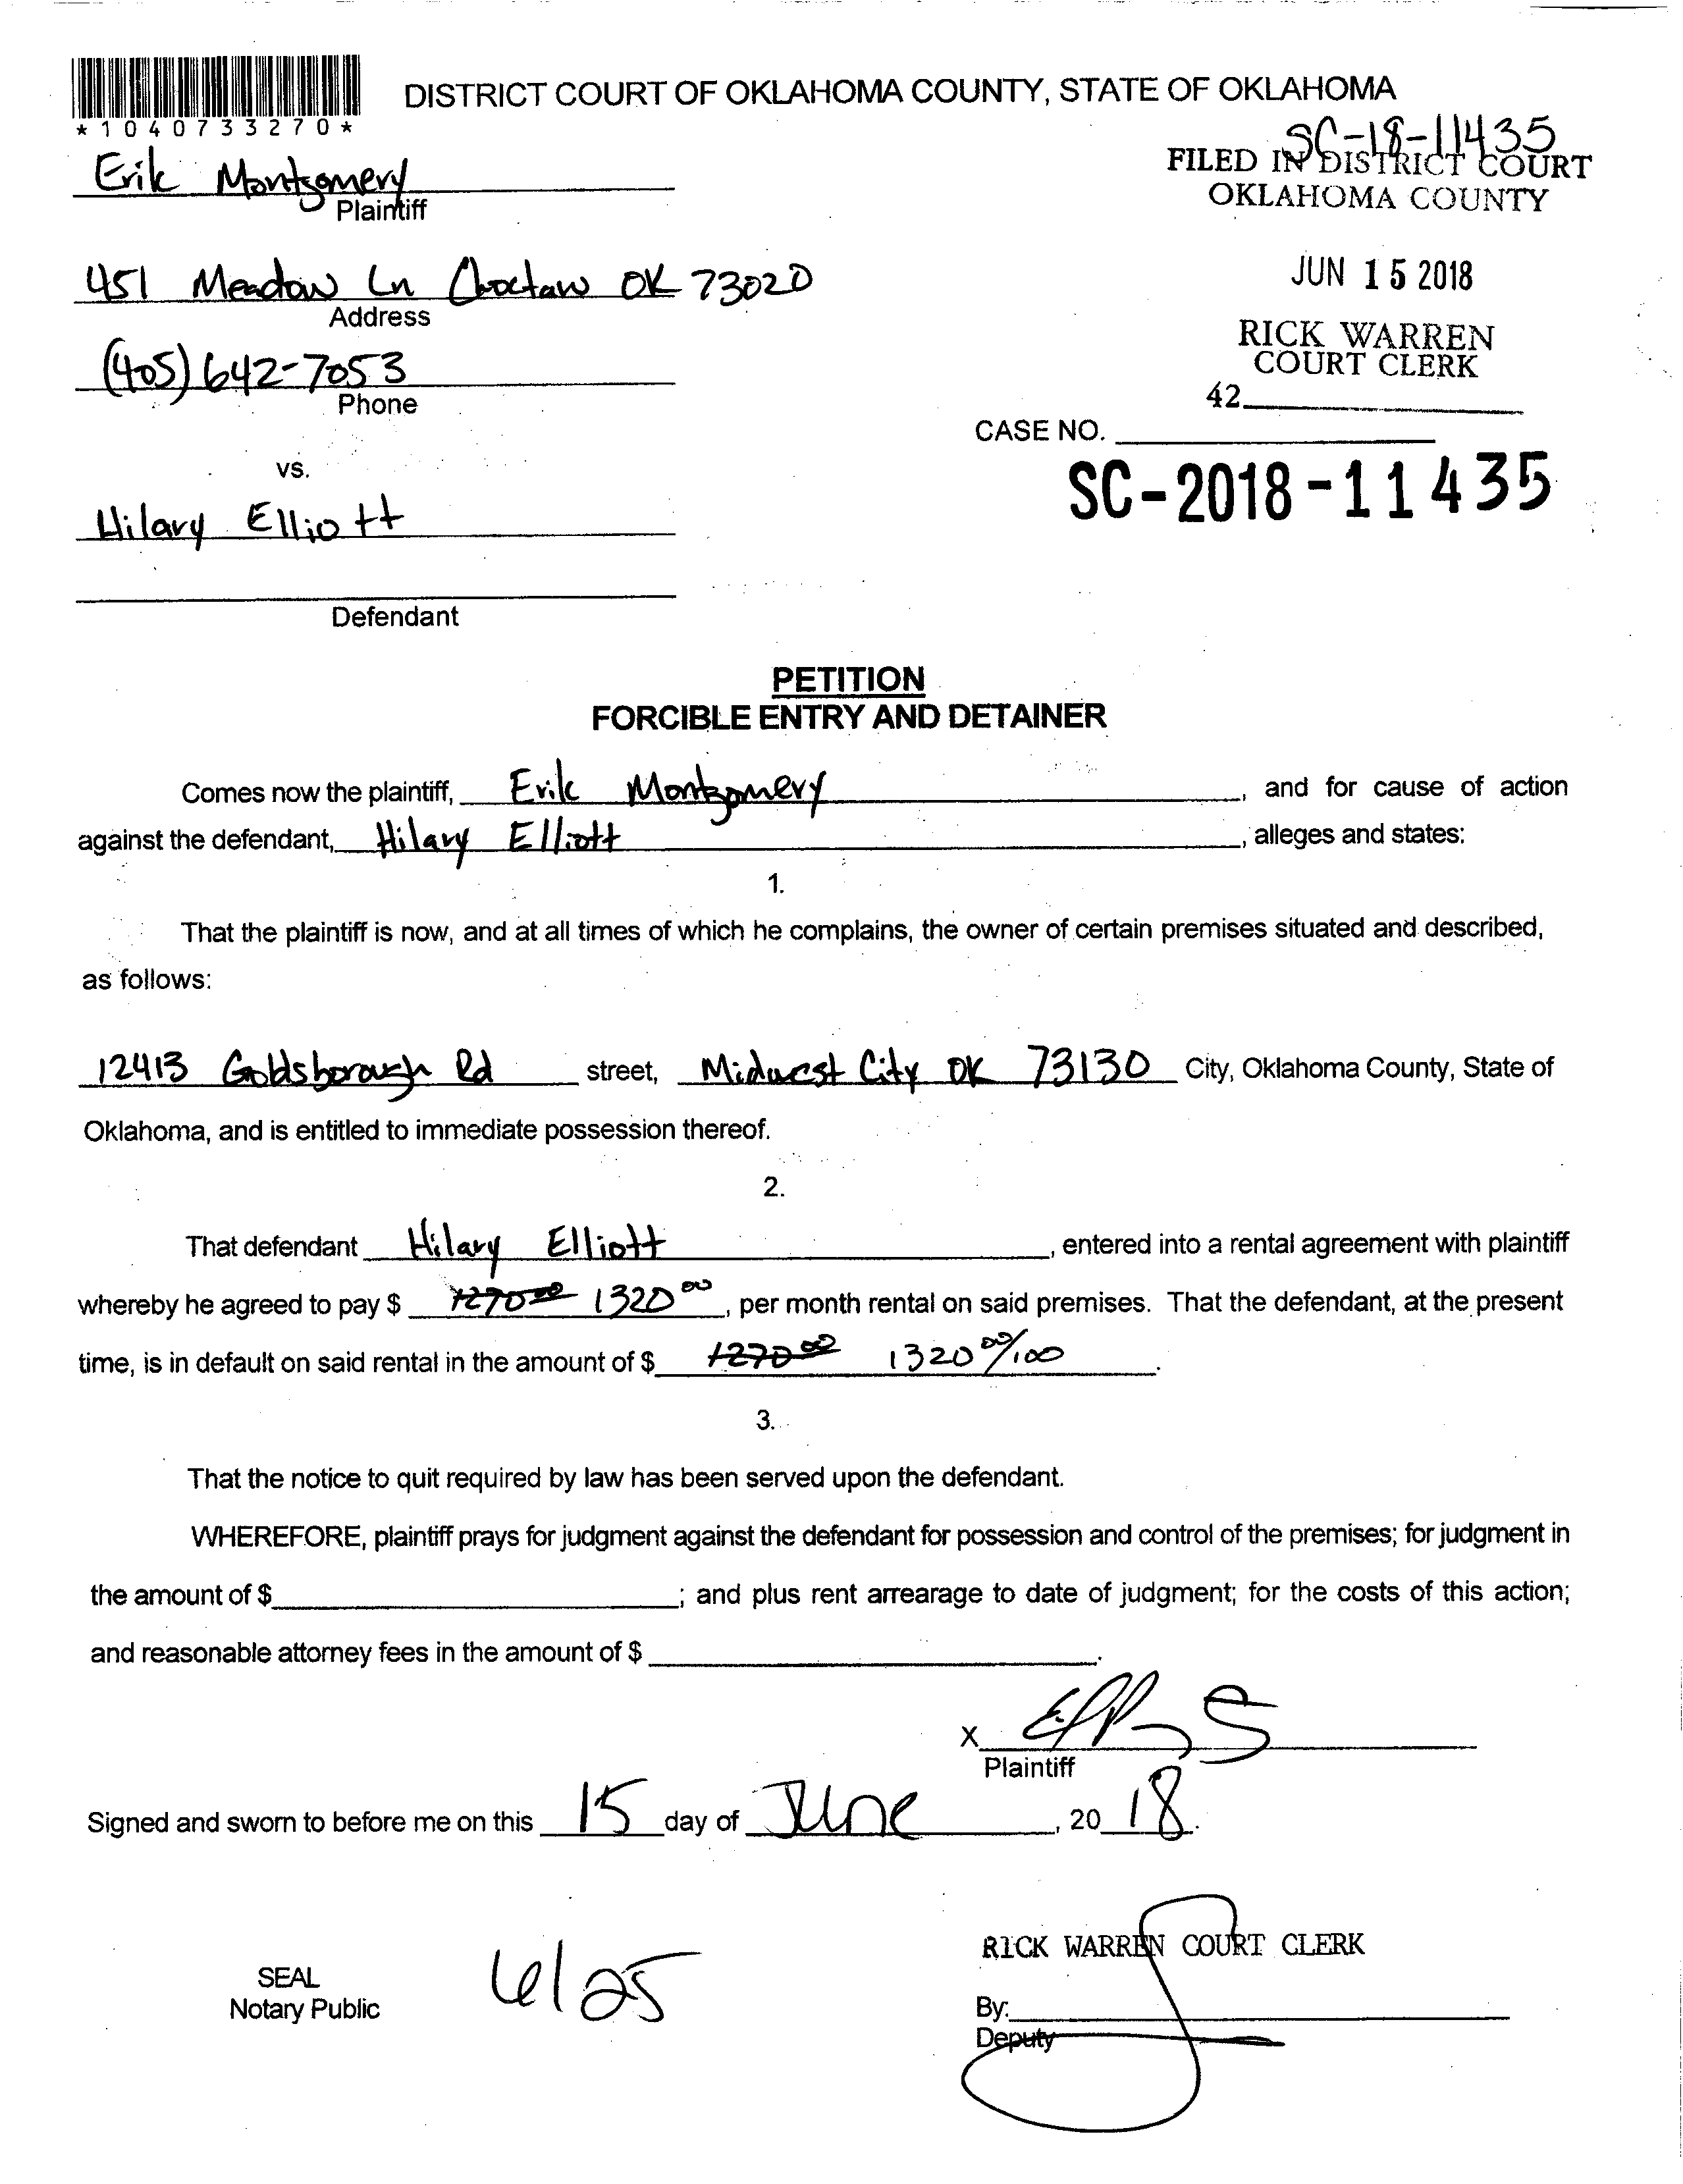 DISTRICT COURT OF OKLAHOMA COUNTY, STATE OF OKLAHOMA
*1040733270*
SC-18-11435
Erik Montgomery
Plaintiff
FILED IN DISTRICT COURT
OKLAHOMA COUNTY
451 Meadow Ln Choctaw OK 73020
Address
JUN 15 2018
(405) 642-7053
Phone
RICK WARREN
COURT CLERK
42
CASE NO.
SC-2018-11435
vs.
Hilary Elliott
Defendant
PETITION
FORCIBLE ENTRY AND DETAINER
Comes now the plaintiff, Erik Montgomery, and for cause of action
against the defendant, Hilary Elliott, alleges and states:
1.
That the plaintiff is now, and at all times of which he complains, the owner of certain premises situated and described,
as follows:
12413 Goldsborough Rd street, Midwest City OK 73130 City, Oklahoma County, State of
Oklahoma, and is entitled to immediate possession thereof.
2.
That defendant Hilary Elliott, entered into a rental agreement with plaintiff
whereby he agreed to pay $ 1270 00 1320 00, per month rental on said premises. That the defendant, at the present
time, is in default on said rental in the amount of $ 1270 00 1320 00/100.
3.
That the notice to quit required by law has been served upon the defendant.
WHEREFORE, plaintiff prays for judgment against the defendant for possession and control of the premises; for judgment in
the amount of $ ; and plus rent arrearage to date of judgment; for the costs of this action;
and reasonable attorney fees in the amount of $ .
X
Plaintiff
Signed and sworn to before me on this 15 day of June, 20 18.
RICK WARREN COURT CLERK
SEAL
Notary Public
6/25
By:
Deputy